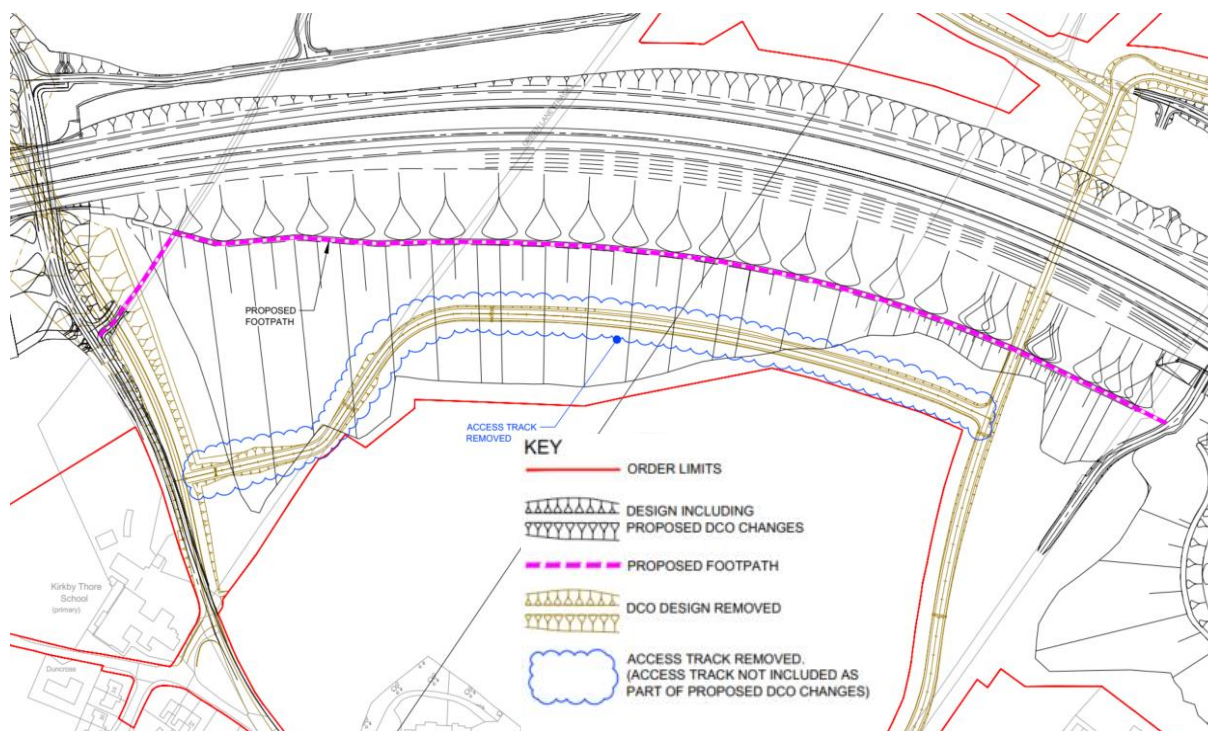 PROPOSED
FOOTPATH
ACCESS TRACK
REMOVED
KEY
ORDER LIMITS
DESIGN INCLUDING
PROPOSED DCO CHANGES
PROPOSED FOOTPATH
DCO DESIGN REMOVED
ACCESS TRACK REMOVED.
(ACCESS TRACK NOT INCLUDED AS
PART OF PROPOSED DCO CHANGES)
Kirkby Thore
School
(primary)
Duncross